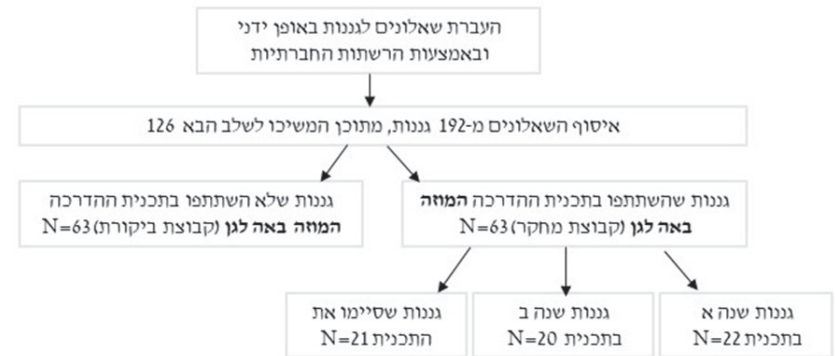 העברת שאלונים לגננות באופן ידני
ובאמצעות הרשתות החברתיות
איסוף השאלונים מ-192 גננות, מתוכן המשיכו לשלב הבא 126
גננות שהשתתפו בתכנית ההדרכה המוזה
באה לגן (קבוצת מחקר) N=63
גננות שלא השתתפו בתכנית ההדרכה
המוזה באה לגן (קבוצת ביקורת) N=63
גננות שנה א
בתכנית N=22
גננות שנה ב
בתכנית N=20
גננות שסיימו את
התכנית N=21